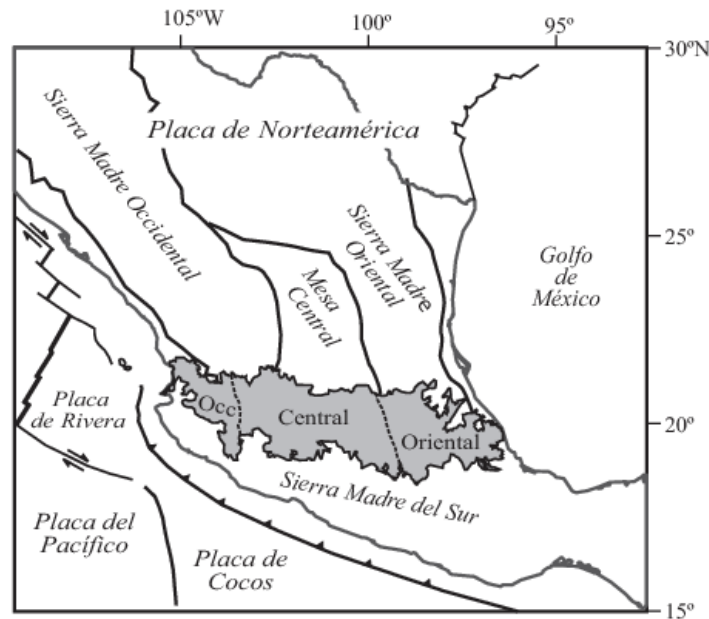 105ºW
100º
95º
30ºN
25º
20º
15º
Placa de Norteamérica
Sierra Madre Occidental
Sierra Madre
Oriental
Mesa
Central
Golfo
de
México
Occ
Central
Oriental
Placa
de Rivera
Sierra Madre del Sur
Placa del
Pacífico
Placa de
Cocos